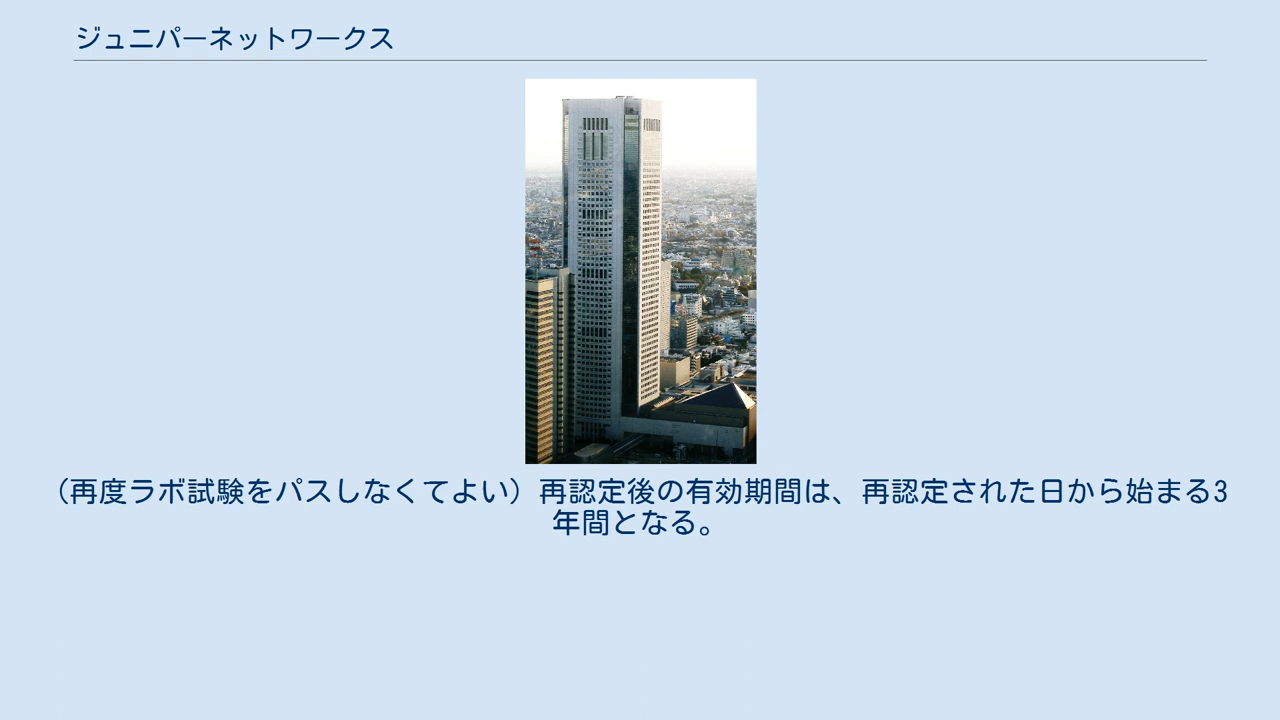 ジュニパーネットワークス
（再度ラボ試験をパスしなくてよい）再認定後の有効期間は、再認定された日から始まる3
年間となる。